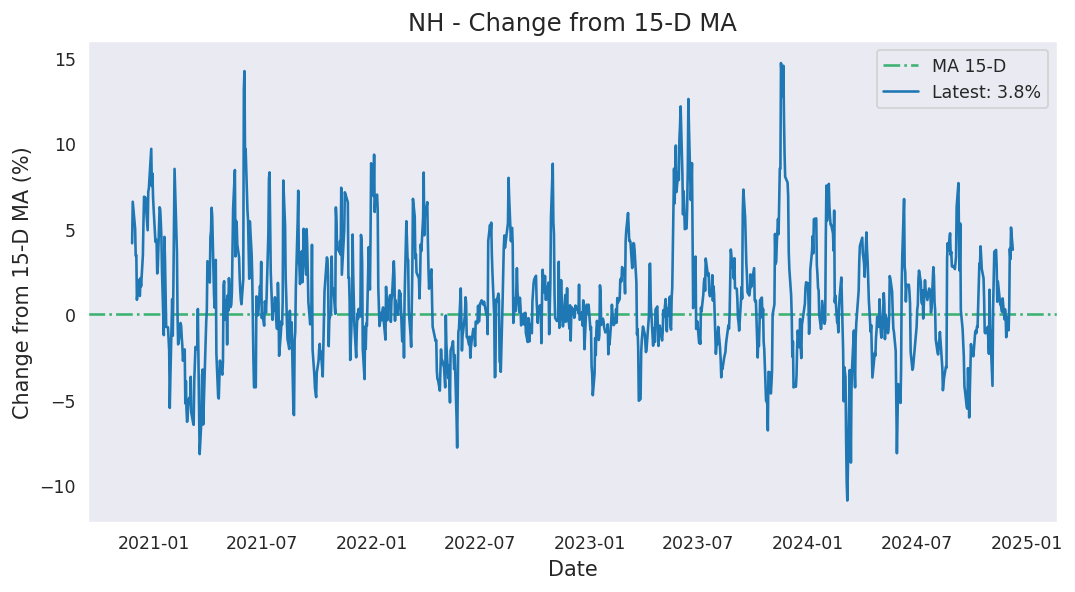 NH - Change from 15-D MA
MA 15-D
Latest: 3.8%
Change from 15-D MA (%)
15
10
5
0
−5
−10
2021-01 2021-07 2022-01 2022-07 2023-01 2023-07 2024-01 2024-07 2025-01
Date